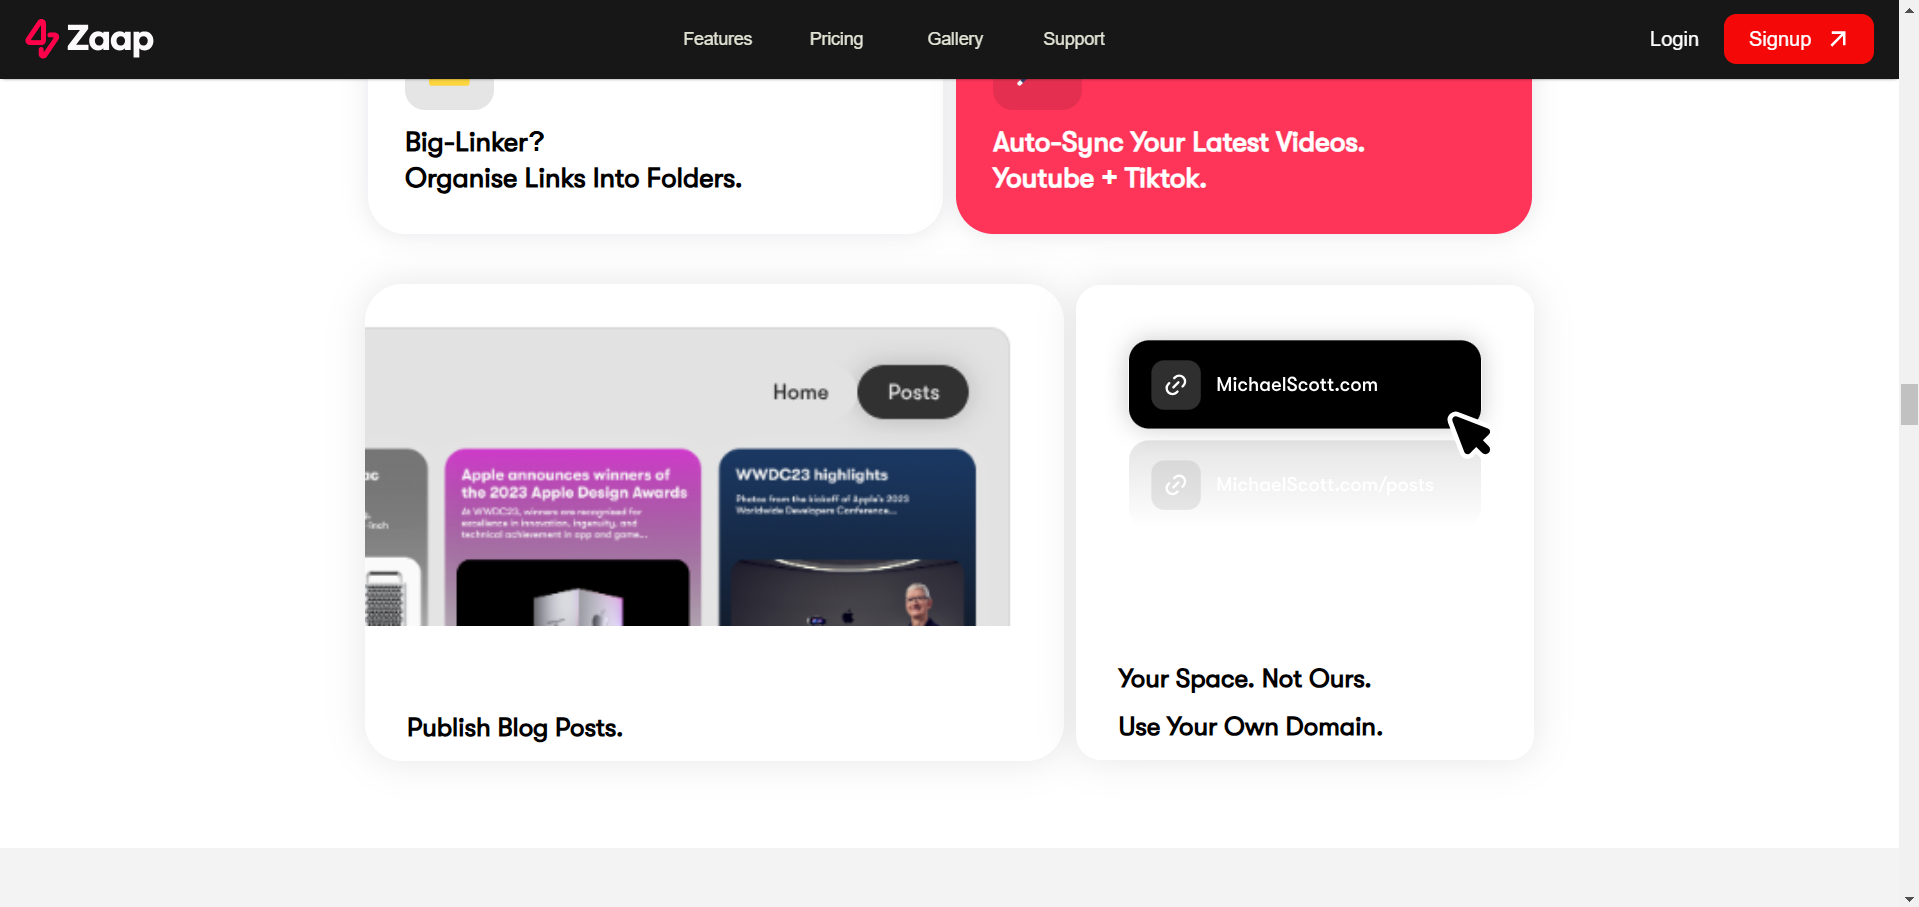 Zaap
Features
Pricing
Gallery
Support
Login
Signup
Big-Linker?
Organise Links Into Folders.
Auto-Sync Your Latest Videos.
Youtube + Tiktok.
Home
Posts
ac
-inch
Apple announces winners of
the 2023 Apple Design Awards
At WWDC23, winners are recognised for
excellence in innovation, ingenuity, and
technical achievement in app and game...
WWDC23 highlights
Photos from the kickoff of Apple's 2023
Worldwide Developers Conference...
MichaelScott.com
MichaelScott.com/posts
Publish Blog Posts.
Your Space. Not Ours.
Use Your Own Domain.